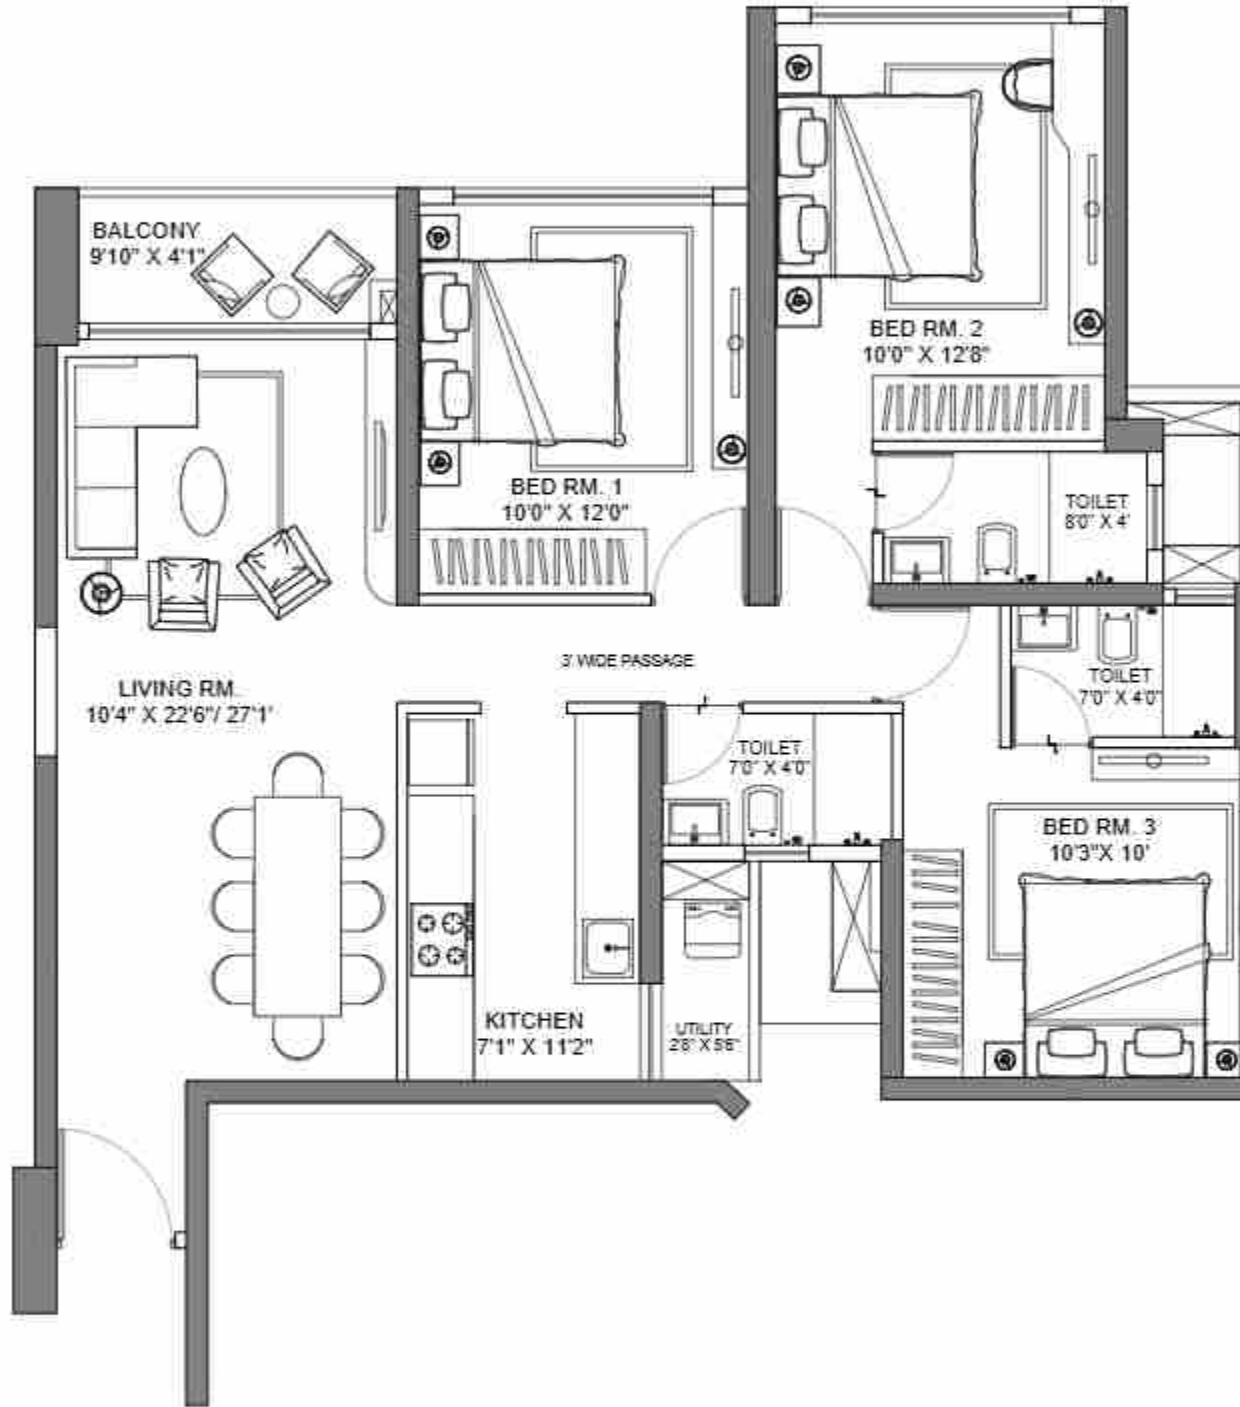 BALCONY
9'10" X 4'1"
BED RM. 1
10'0" X 12'0"
BED RM. 2
10'0" X 12'8"
TOILET
8'0" X 4'
3' WIDE PASSAGE
LIVING RM.
10'4" X 22'6"/ 27'1'
TOILET
7'0" X 4'0"
TOILET
7'0" X 4'0"
BED RM. 3
10'3"X 10'
KITCHEN
7'1" X 11'2"
UTILITY
2'8" X 5'6"